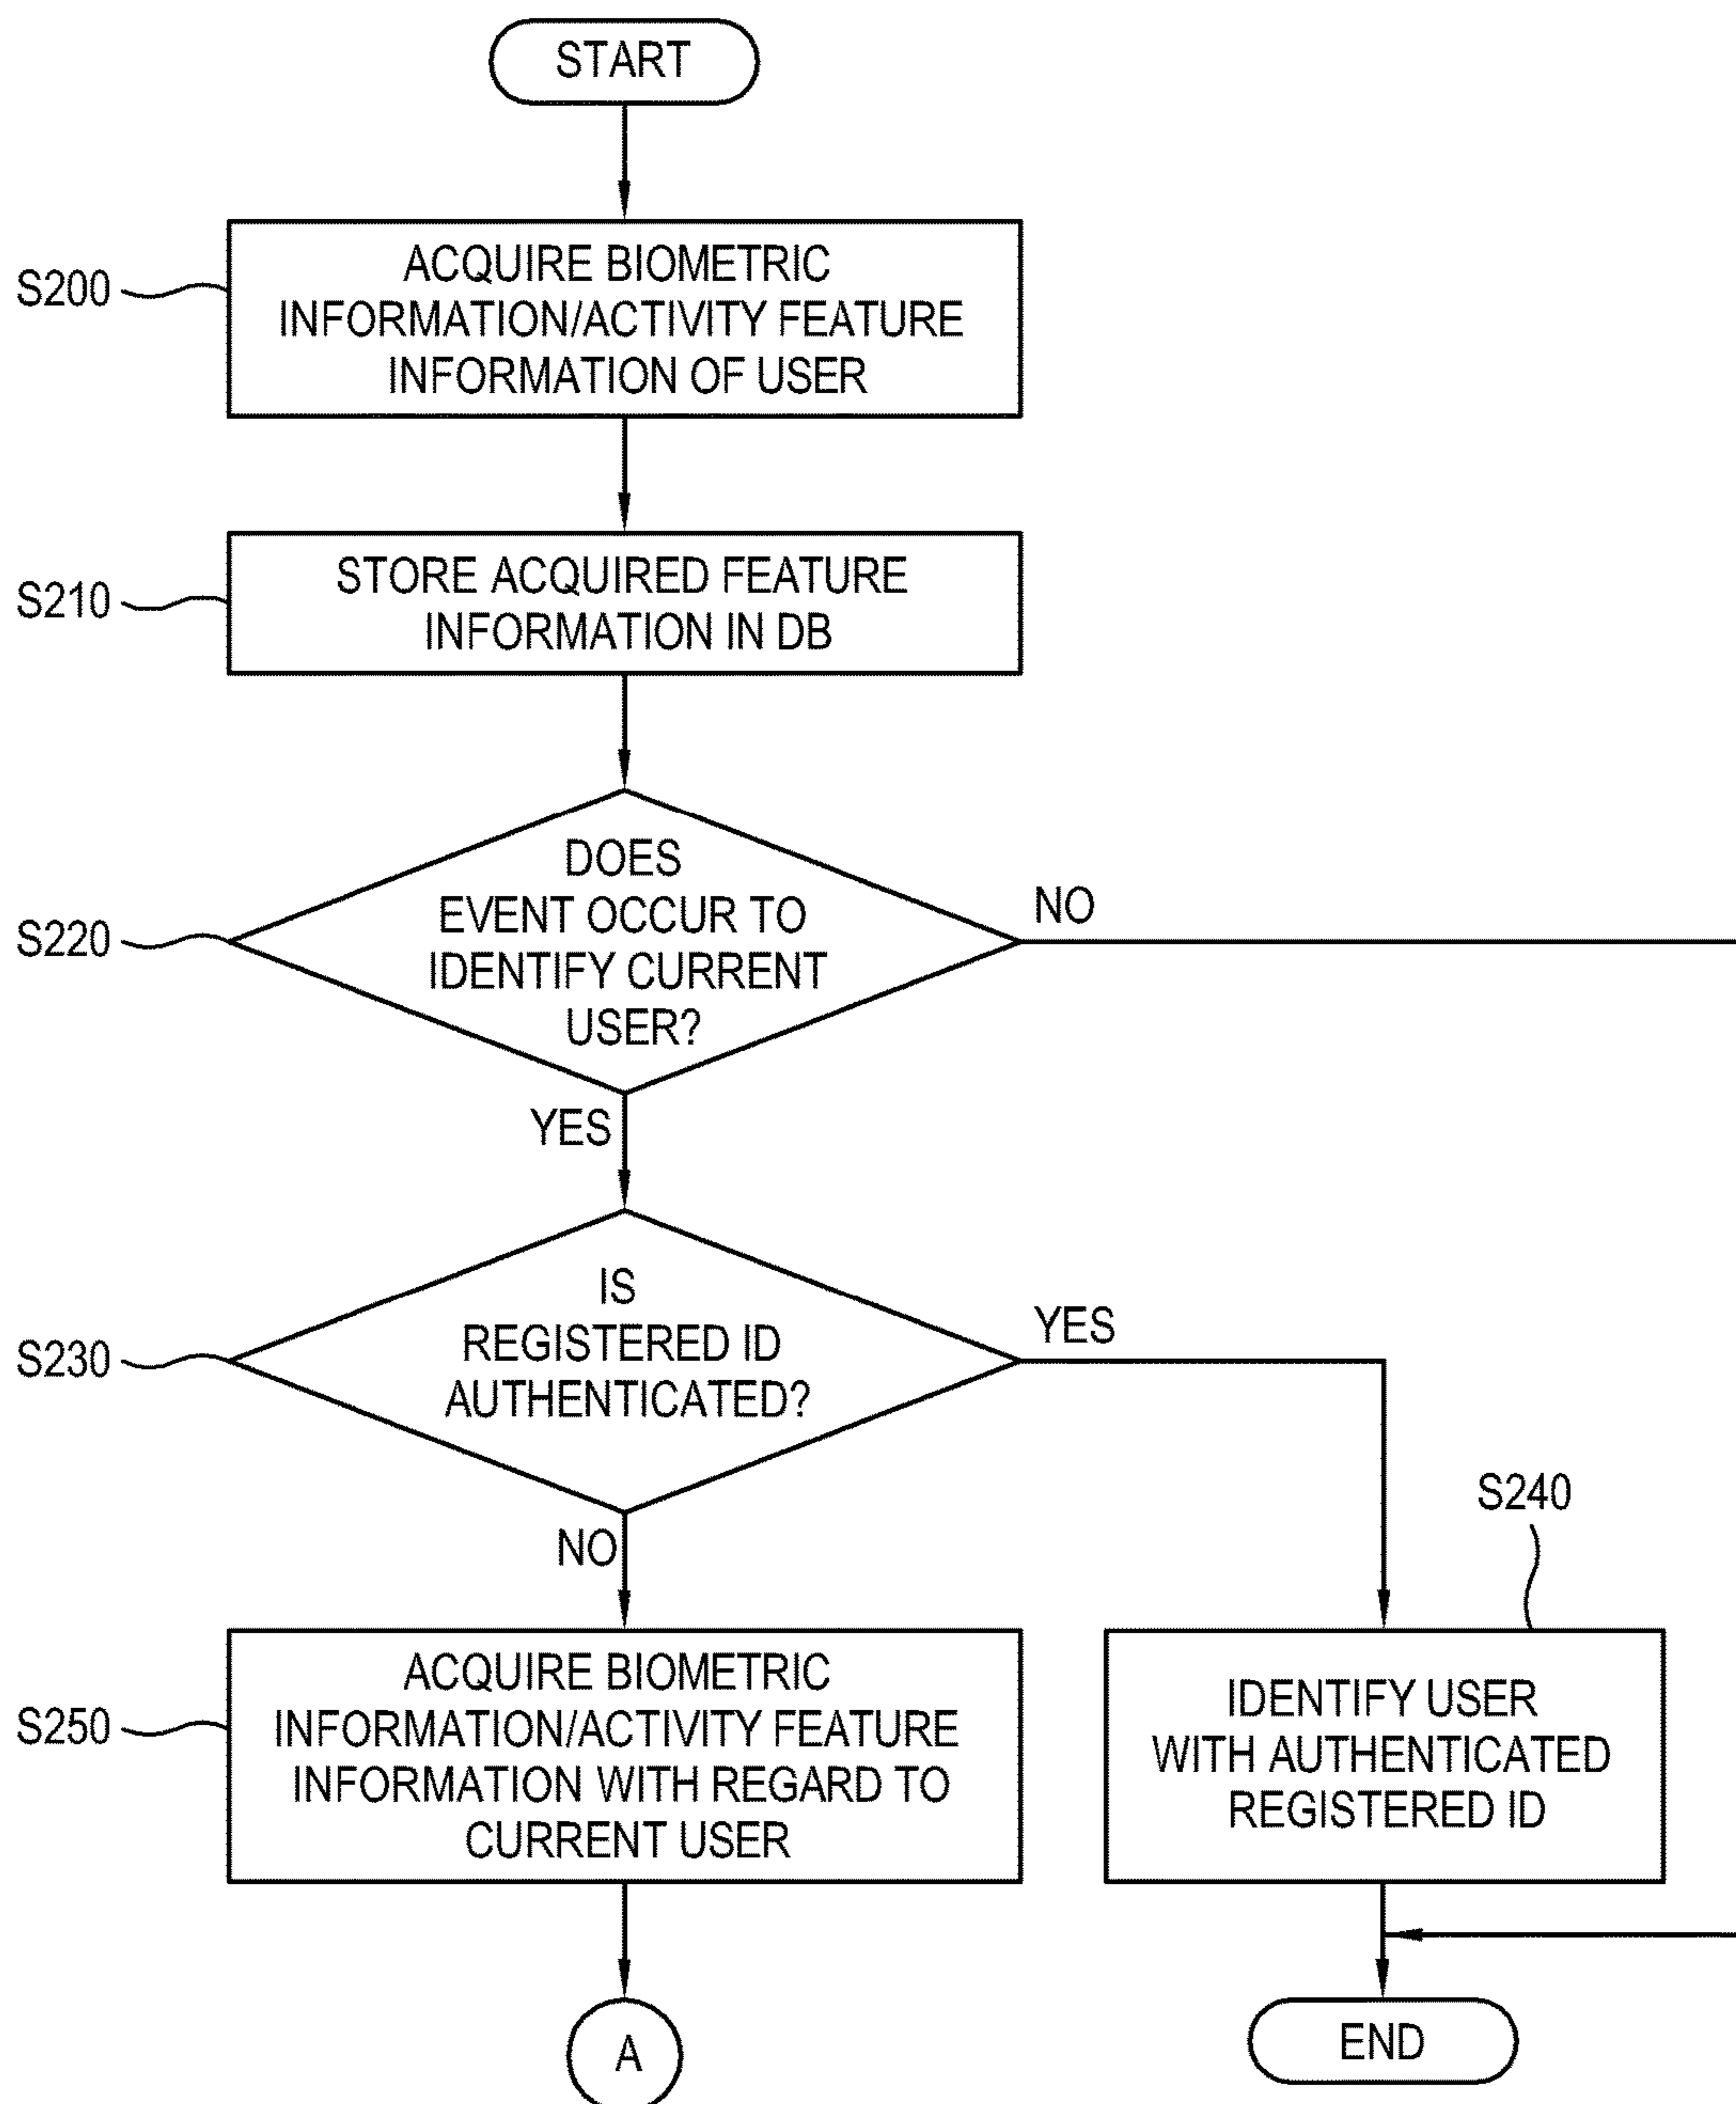 START
S200
ACQUIRE BIOMETRIC
INFORMATION/ACTIVITY FEATURE
INFORMATION OF USER
S210
STORE ACQUIRED FEATURE
INFORMATION IN DB
S220
DOES
EVENT OCCUR TO
IDENTIFY CURRENT
USER?
NO
YES
S230
IS
REGISTERED ID
AUTHENTICATED?
YES
NO
S240
S250
ACQUIRE BIOMETRIC
INFORMATION/ACTIVITY FEATURE
INFORMATION WITH REGARD TO
CURRENT USER
IDENTIFY USER
WITH AUTHENTICATED
REGISTERED ID
A
END